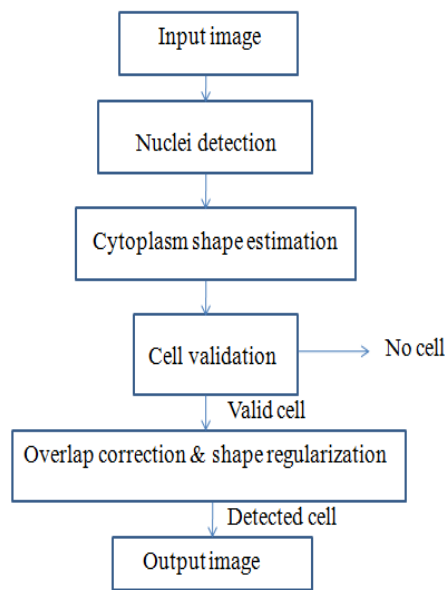 Input image
Nuclei detection
Cytoplasm shape estimation
Cell validation
No cell
Valid cell
Overlap correction & shape regularization
Detected cell
Output image